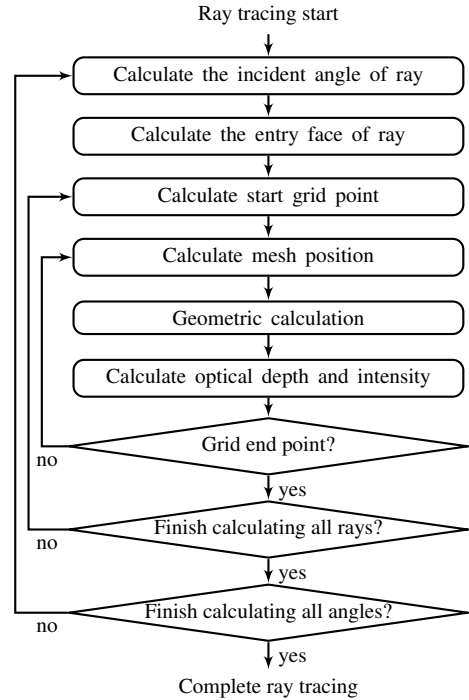 Ray tracing start
Calculate the incident angle of ray
Calculate the entry face of ray
Calculate start grid point
Calculate mesh position
Geometric calculation
Calculate optical depth and intensity
Grid end point?
no
yes
Finish calculating all rays?
no
yes
Finish calculating all angles?
no
yes
Complete ray tracing